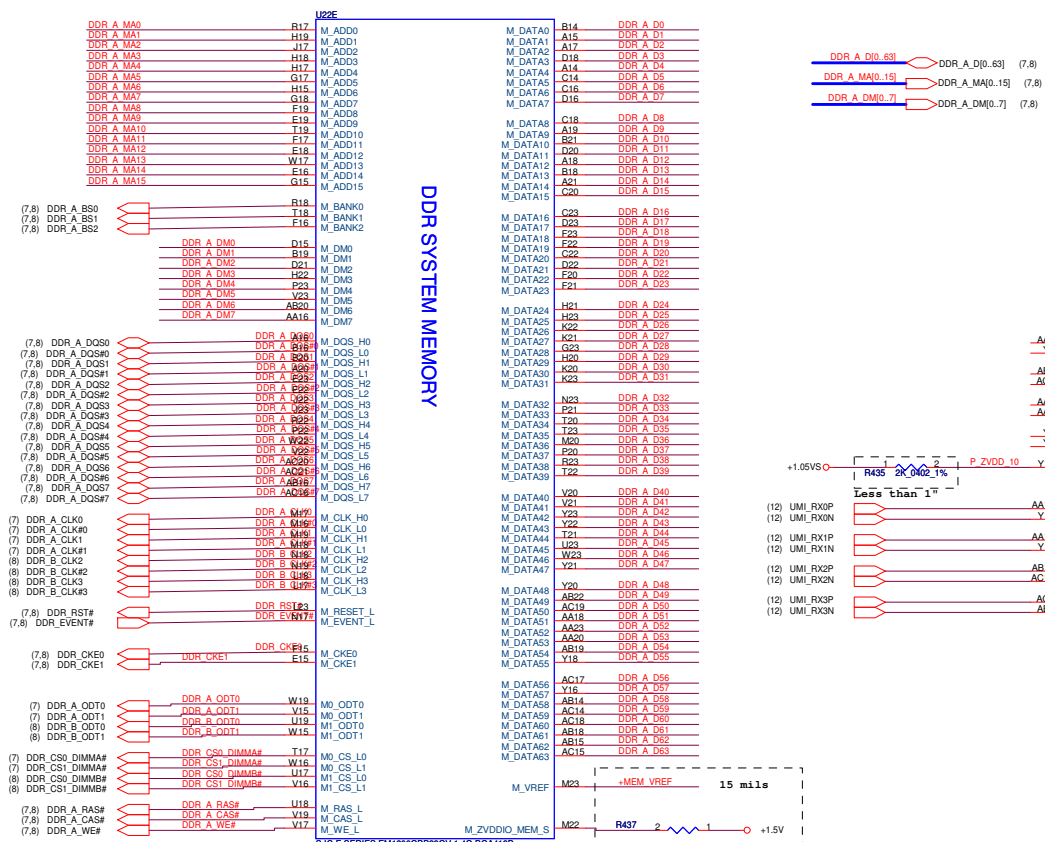 U22E
DDR_A_MA0 R17 M_ADD0
DDR_A_MA1 H19 M_ADD1
DDR_A_MA2 J17 M_ADD2
DDR_A_MA3 H18 M_ADD3
DDR_A_MA4 H17 M_ADD4
DDR_A_MA5 G17 M_ADD5
DDR_A_MA6 H15 M_ADD6
DDR_A_MA7 G18 M_ADD7
DDR_A_MA8 F19 M_ADD8
DDR_A_MA9 E19 M_ADD9
DDR_A_MA10 T19 M_ADD10
DDR_A_MA11 F17 M_ADD11
DDR_A_MA12 E18 M_ADD12
DDR_A_MA13 W17 M_ADD13
DDR_A_MA14 E16 M_ADD14
DDR_A_MA15 G15 M_ADD15
(7,8) DDR_A_BS0 R18 M_BANK0
(7,8) DDR_A_BS1 T18 M_BANK1
(7,8) DDR_A_BS2 F16 M_BANK2
DDR_A_DM0 D15 M_DM0
DDR_A_DM1 B19 M_DM1
DDR_A_DM2 D21 M_DM2
DDR_A_DM3 H22 M_DM3
DDR_A_DM4 P23 M_DM4
DDR_A_DM5 V23 M_DM5
DDR_A_DM6 AB20 M_DM6
DDR_A_DM7 AA16 M_DM7
(7,8) DDR_A_DQS0 M_DQS_H0
(7,8) DDR_A_DQS#0 M_DQS_L0
(7,8) DDR_A_DQS1 M_DQS_H1
(7,8) DDR_A_DQS#1 M_DQS_L1
(7,8) DDR_A_DQS2 M_DQS_H2
(7,8) DDR_A_DQS#2 M_DQS_L2
(7,8) DDR_A_DQS3 M_DQS_H3
(7,8) DDR_A_DQS#3 M_DQS_L3
(7,8) DDR_A_DQS4 M_DQS_H4
(7,8) DDR_A_DQS#4 M_DQS_L4
(7,8) DDR_A_DQS5 M_DQS_H5
(7,8) DDR_A_DQS#5 M_DQS_L5
(7,8) DDR_A_DQS6 M_DQS_H6
(7,8) DDR_A_DQS#6 M_DQS_L6
(7,8) DDR_A_DQS7 M_DQS_H7
(7,8) DDR_A_DQS#7 M_DQS_L7
(7) DDR_A_CLK0 M_CLK_H0
(7) DDR_A_CLK#0 M_CLK_L0
(7) DDR_A_CLK1 M_CLK_H1
(7) DDR_A_CLK#1 M_CLK_L1
(8) DDR_B_CLK2 M_CLK_H2
(8) DDR_B_CLK#2 M_CLK_L2
(8) DDR_B_CLK3 M_CLK_H3
(8) DDR_B_CLK#3 M_CLK_L3
(7,8) DDR_RST# DDR_RST# L23 M_RESET_L
(7,8) DDR_EVENT# DDR_EVENT# N17 M_EVENT_L
(7,8) DDR_CKE0 DDR_CKE0 F15 M_CKE0
(7,8) DDR_CKE1 DDR_CKE1 E15 M_CKE1
(7) DDR_A_ODT0 DDR_A_ODT0 W19 M0_ODT0
(7) DDR_A_ODT1 DDR_A_ODT1 V15 M0_ODT1
(8) DDR_B_ODT0 DDR_B_ODT0 U19 M1_ODT0
(8) DDR_B_ODT1 DDR_B_ODT1 W15 M1_ODT1
(7) DDR_CS0_DIMMA# DDR_CS0_DIMMA# T17 M0_CS_L0
(7) DDR_CS1_DIMMA# DDR_CS1_DIMMA# W16 M0_CS_L1
(8) DDR_CS0_DIMMB# DDR_CS0_DIMMB# U17 M1_CS_L0
(8) DDR_CS1_DIMMB# DDR_CS1_DIMMB# V16 M1_CS_L1
(7,8) DDR_A_RAS# DDR_A_RAS# U18 M_RAS_L
(7,8) DDR_A_CAS# DDR_A_CAS# V19 M_CAS_L
(7,8) DDR_A_WE# DDR_A_WE# V17 M_WE_L
DDR SYSTEM MEMORY
M_DATA0 B14 DDR_A_D0
M_DATA1 A15 DDR_A_D1
M_DATA2 A17 DDR_A_D2
M_DATA3 D18 DDR_A_D3
M_DATA4 A14 DDR_A_D4
M_DATA5 C14 DDR_A_D5
M_DATA6 C16 DDR_A_D6
M_DATA7 D16 DDR_A_D7
M_DATA8 C18 DDR_A_D8
M_DATA9 A19 DDR_A_D9
M_DATA10 B21 DDR_A_D10
M_DATA11 D20 DDR_A_D11
M_DATA12 A18 DDR_A_D12
M_DATA13 B18 DDR_A_D13
M_DATA14 A21 DDR_A_D14
M_DATA15 C20 DDR_A_D15
M_DATA16 C23 DDR_A_D16
M_DATA17 D23 DDR_A_D17
M_DATA18 F23 DDR_A_D18
M_DATA19 F22 DDR_A_D19
M_DATA20 C22 DDR_A_D20
M_DATA21 D22 DDR_A_D21
M_DATA22 F20 DDR_A_D22
M_DATA23 F21 DDR_A_D23
M_DATA24 H21 DDR_A_D24
M_DATA25 H23 DDR_A_D25
M_DATA26 K22 DDR_A_D26
M_DATA27 K21 DDR_A_D27
M_DATA28 G23 DDR_A_D28
M_DATA29 H20 DDR_A_D29
M_DATA30 K20 DDR_A_D30
M_DATA31 K23 DDR_A_D31
M_DATA32 N23 DDR_A_D32
M_DATA33 P21 DDR_A_D33
M_DATA34 T20 DDR_A_D34
M_DATA35 T23 DDR_A_D35
M_DATA36 M20 DDR_A_D36
M_DATA37 P20 DDR_A_D37
M_DATA38 R23 DDR_A_D38
M_DATA39 T22 DDR_A_D39
M_DATA40 V20 DDR_A_D40
M_DATA41 V21 DDR_A_D41
M_DATA42 Y23 DDR_A_D42
M_DATA43 Y22 DDR_A_D43
M_DATA44 T21 DDR_A_D44
M_DATA45 U23 DDR_A_D45
M_DATA46 W23 DDR_A_D46
M_DATA47 Y21 DDR_A_D47
M_DATA48 Y20 DDR_A_D48
M_DATA49 AB22 DDR_A_D49
M_DATA50 AC19 DDR_A_D50
M_DATA51 AA18 DDR_A_D51
M_DATA52 AA23 DDR_A_D52
M_DATA53 AA20 DDR_A_D53
M_DATA54 AB19 DDR_A_D54
M_DATA55 Y18 DDR_A_D55
M_DATA56 AC17 DDR_A_D56
M_DATA57 Y16 DDR_A_D57
M_DATA58 AB14 DDR_A_D58
M_DATA59 AC14 DDR_A_D59
M_DATA60 AC18 DDR_A_D60
M_DATA61 AB18 DDR_A_D61
M_DATA62 AB15 DDR_A_D62
M_DATA63 AC15 DDR_A_D63
M_VREF M23 +MEM_VREF 15 mils
M_ZVDDIO_MEM_S M22 R437 2 1 +1.5V
DDR_A_D[0..63] DDR_A_D[0..63] (7,8)
DDR_A_MA[0..15] DDR_A_MA[0..15] (7,8)
DDR_A_DM[0..7] DDR_A_DM[0..7] (7,8)
+1.05VS 1 2 P_ZVDD_10
R435 2K_0402_1%
Less than 1"
(12) UMI_RX0P
(12) UMI_RX0N
(12) UMI_RX1P
(12) UMI_RX1N
(12) UMI_RX2P
(12) UMI_RX2N
(12) UMI_RX3P
(12) UMI_RX3N